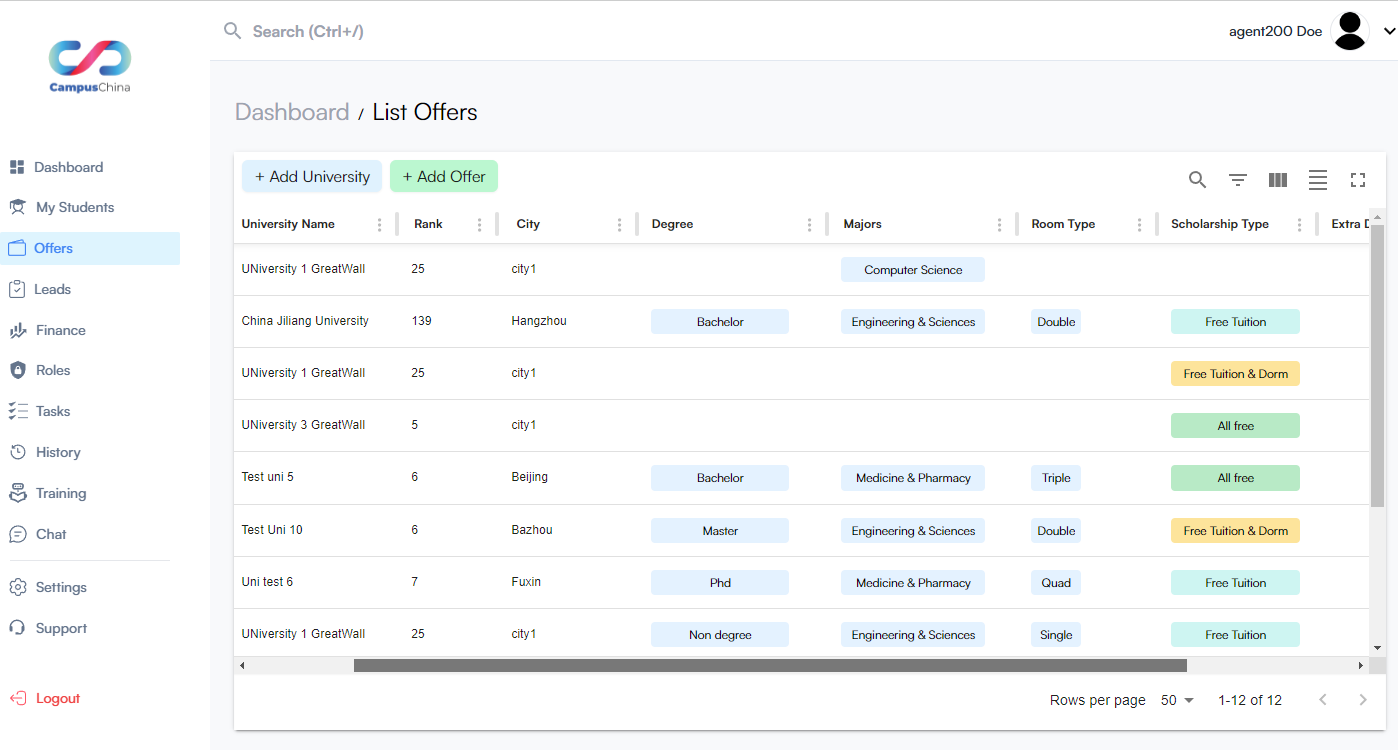 Search (Ctrl+/)
agent200 Doe
CampusChina
Dashboard / List Offers
Dashboard
My Students
Offers
Leads
Finance
Roles
Tasks
History
Training
Chat
Settings
Support
Logout
+ Add University + Add Offer
University Name Rank City Degree Majors Room Type Scholarship Type Extra D
UNiversity 1 GreatWall 25 city1 Computer Science
China Jiliang University 139 Hangzhou Bachelor Engineering & Sciences Double Free Tuition
UNiversity 1 GreatWall 25 city1 Free Tuition & Dorm
UNiversity 3 GreatWall 5 city1 All free
Test uni 5 6 Beijing Bachelor Medicine & Pharmacy Triple All free
Test Uni 10 6 Bazhou Master Engineering & Sciences Double Free Tuition & Dorm
Uni test 6 7 Fuxin Phd Medicine & Pharmacy Quad Free Tuition
UNiversity 1 GreatWall 25 city1 Non degree Engineering & Sciences Single Free Tuition
Rows per page 50 1-12 of 12